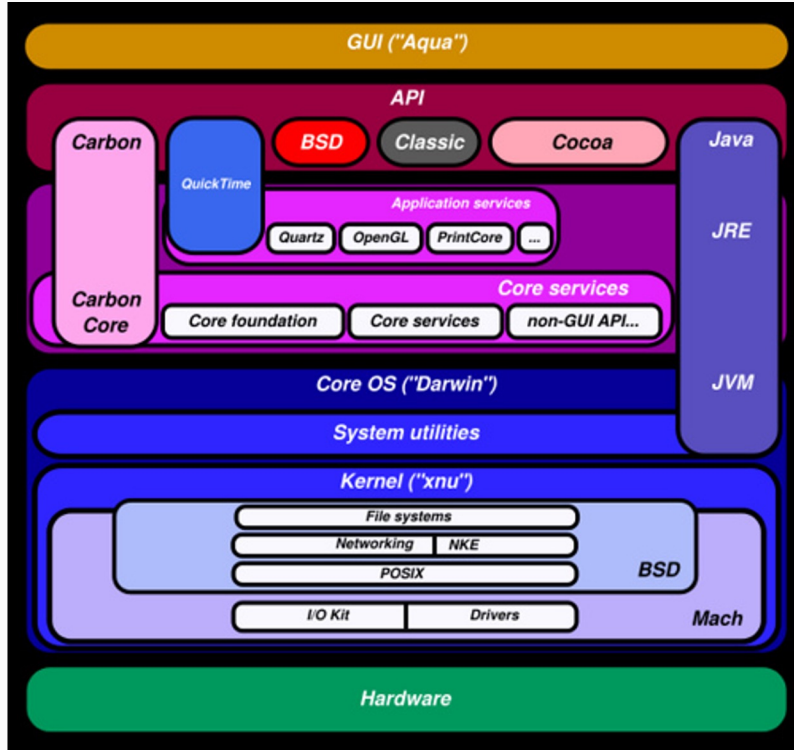 GUI ("Aqua")
API
Carbon
QuickTime
BSD
Classic
Cocoa
Java
Application services
Quartz
OpenGL
PrintCore
...
JRE
Core services
Carbon
Core
Core foundation
Core services
non-GUI API...
Core OS ("Darwin")
JVM
System utilities
Kernel ("xnu")
File systems
Networking
NKE
POSIX
BSD
I/O Kit
Drivers
Mach
Hardware